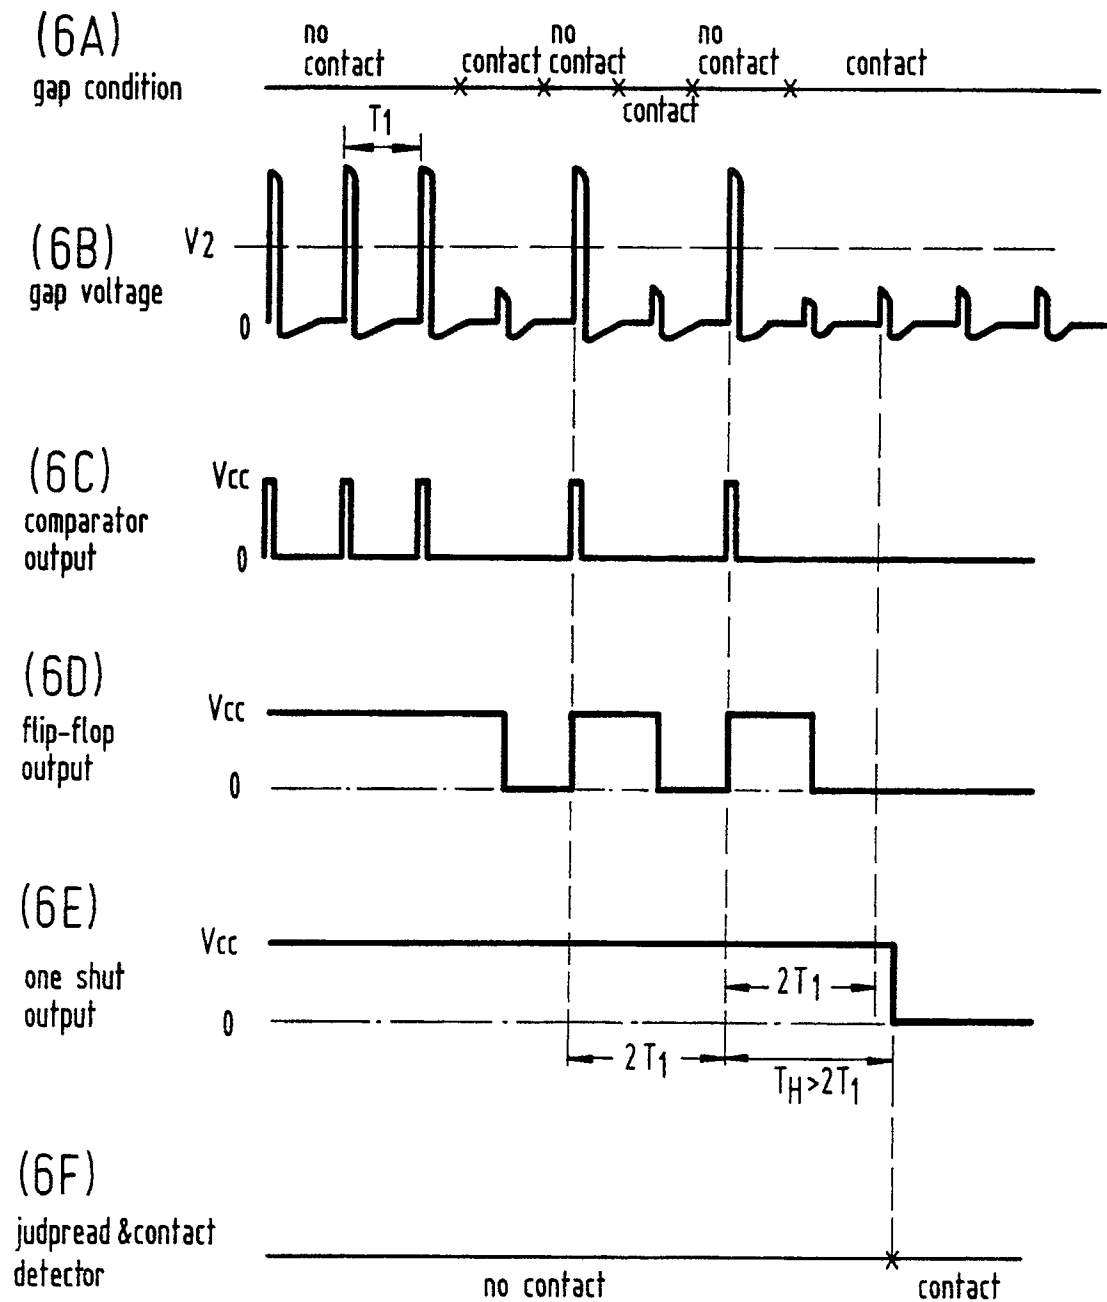 (6A)
gap condition
no
contact
contact
no
contact
contact
no
contact
contact
T1
(6B)
gap voltage
V2
0
(6C)
comparator
output
Vcc
0
(6D)
flip-flop
output
Vcc
0
(6E)
one shut
output
Vcc
0
2T1
2T1
TH>2T1
(6F)
judpread &contact
detector
no contact
contact